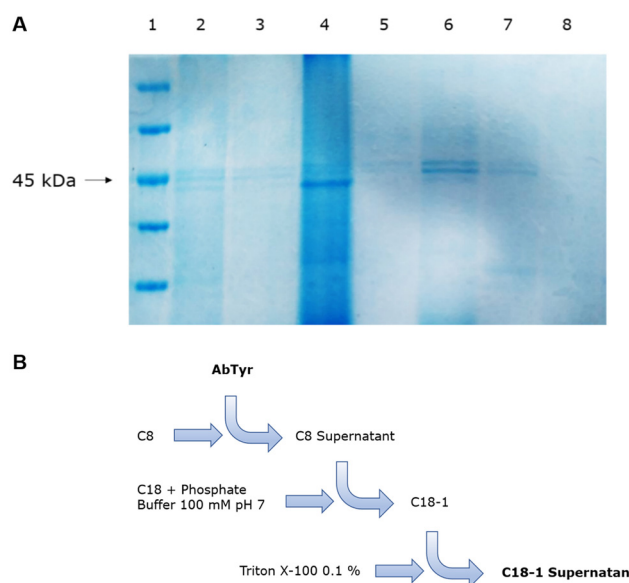 A
1 2 3 4 5 6 7 8
45 kDa
B
AbTyr
C8
C8 Supernatant
C18 + Phosphate
Buffer 100 mM pH 7
C18-1
Triton X-100 0.1 %
C18-1 Supernatan